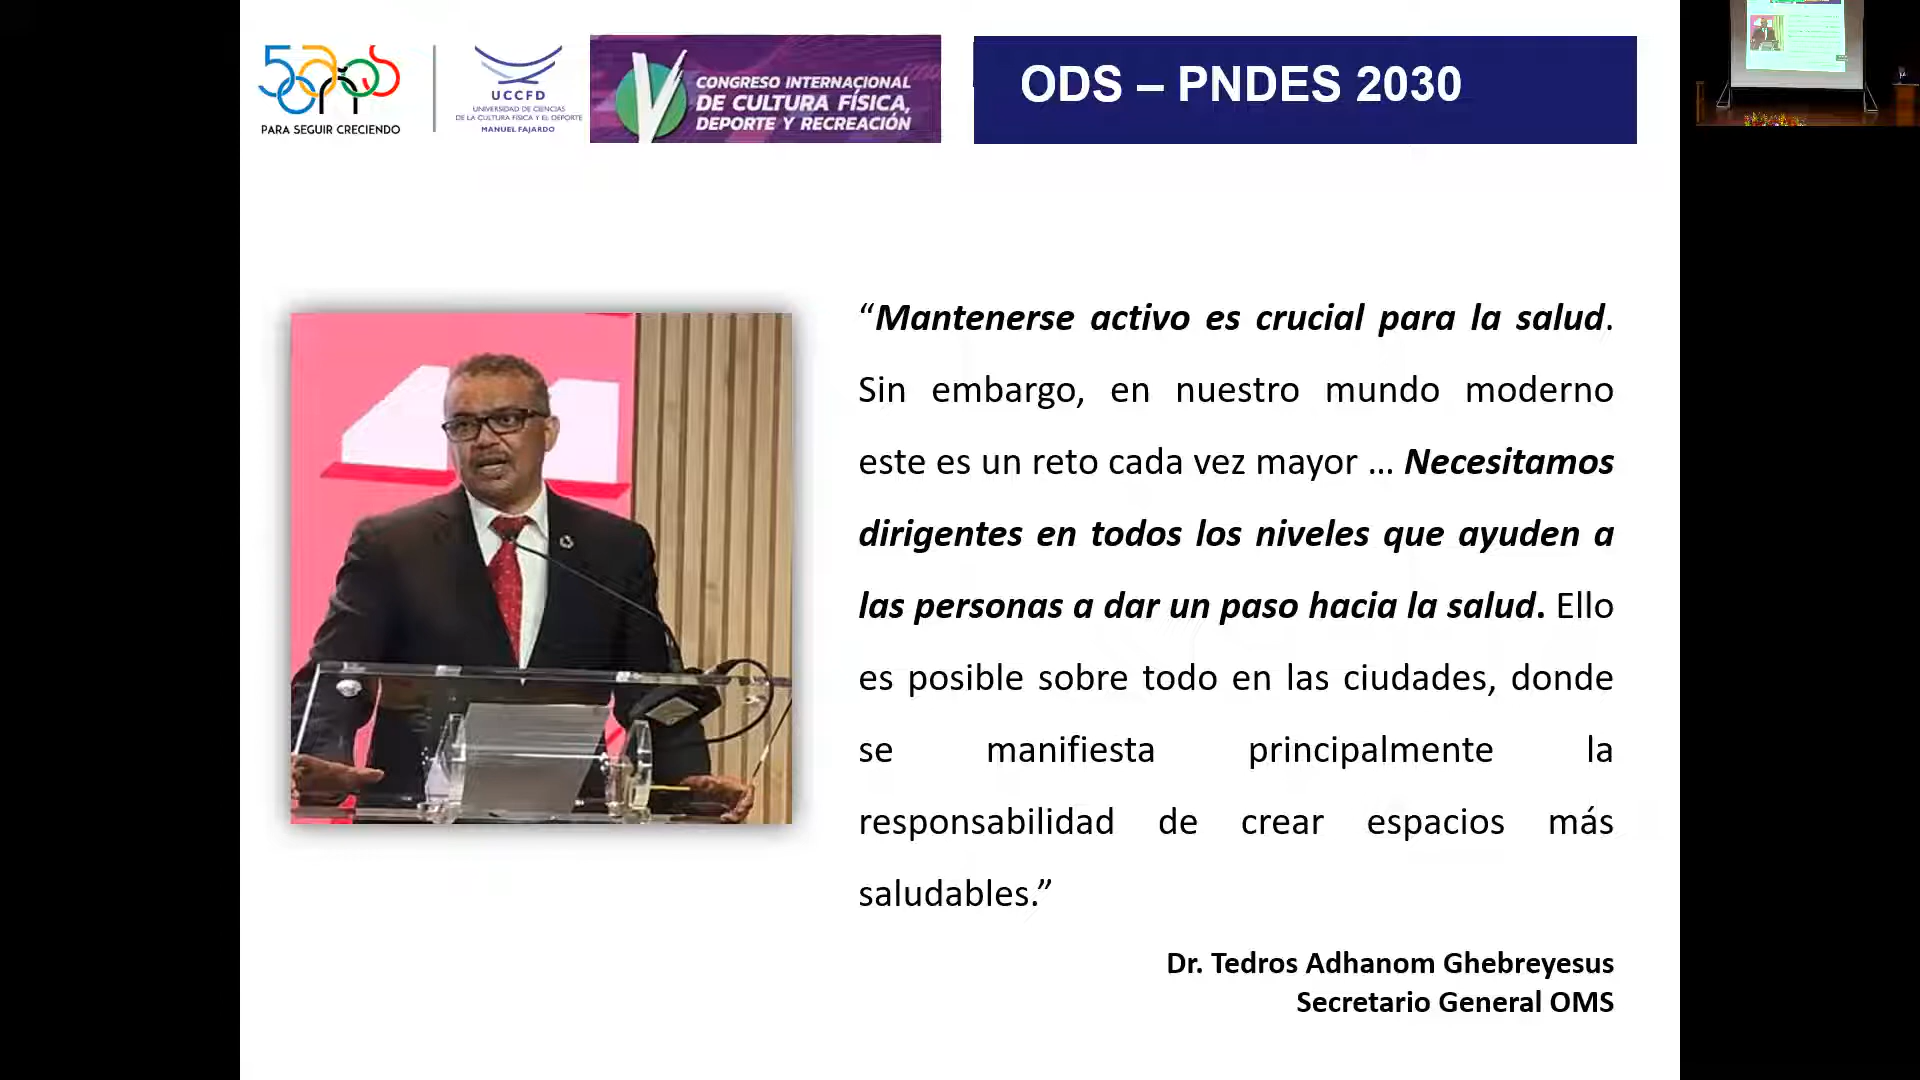 50 años
PARA SEGUIR CRECIENDO
UCCFD
UNIVERSIDAD DE CIENCIAS
DE LA CULTURA FÍSICA Y EL DEPORTE
MANUEL FAJARDO
V
CONGRESO INTERNACIONAL
DE CULTURA FÍSICA,
DEPORTE Y RECREACIÓN
ODS – PNDES 2030
“Mantenerse activo es crucial para la salud.
Sin embargo, en nuestro mundo moderno
este es un reto cada vez mayor ... Necesitamos
dirigentes en todos los niveles que ayuden a
las personas a dar un paso hacia la salud. Ello
es posible sobre todo en las ciudades, donde
se manifiesta principalmente la
responsabilidad de crear espacios más
saludables.”
Dr. Tedros Adhanom Ghebreyesus
Secretario General OMS